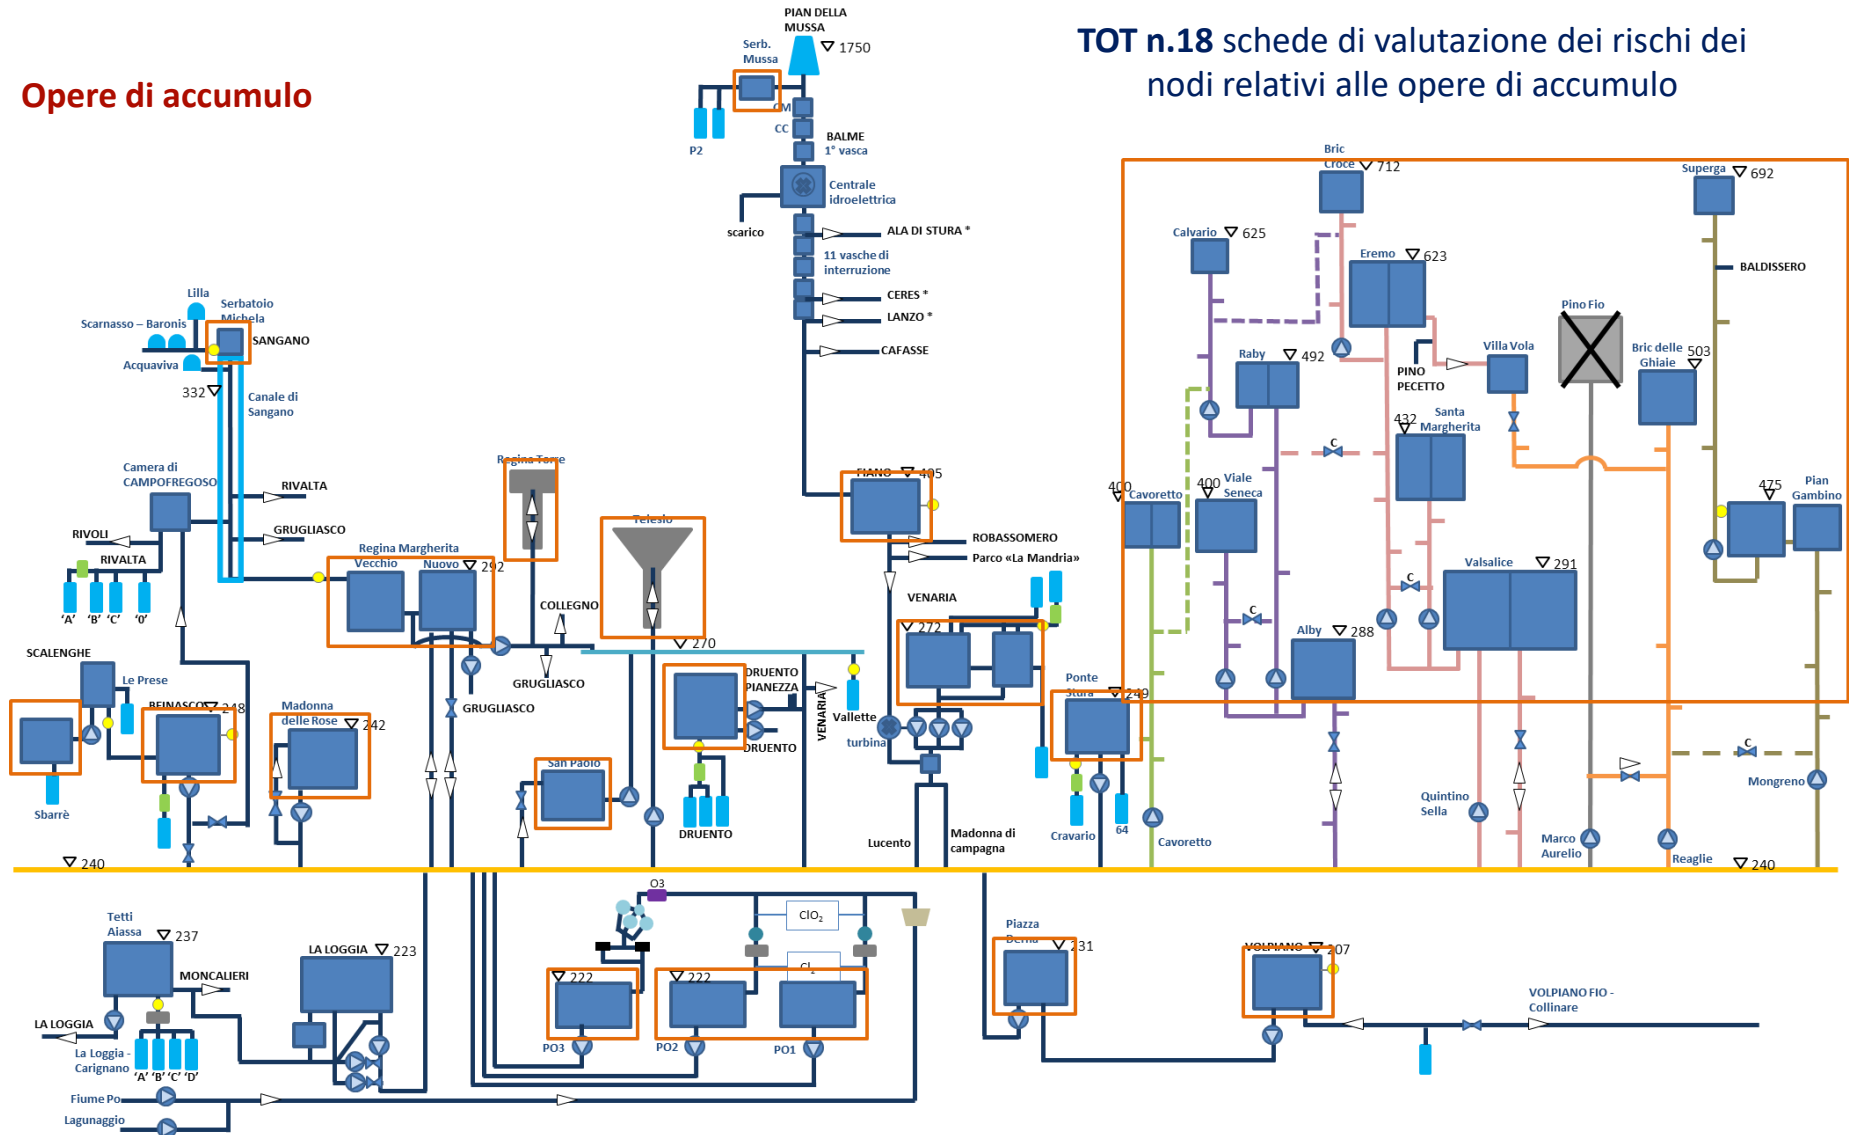 Opere di accumulo
TOT n.18 schede di valutazione dei rischi dei
nodi relativi alle opere di accumulo
PIAN DELLA
MUSSA
1750
Serb.
Mussa
CM
CC
P2
BALME
1° vasca
Centrale
idroelettrica
scarico
ALA DI STURA *
11 vasche di
interruzione
CERES *
LANZO *
CAFASSE
Lilla
Serbatoio
Michela
Scarnasso – Baronis
SANGANO
Acquaviva
332
Canale di
Sangano
Camera di
CAMPOFREGOSO
RIVALTA
RIVOLI
GRUGLIASCO
RIVALTA
'A'
'B'
'C'
'0'
Regina Margherita
Vecchio
Nuovo
292
Regina Torre
Telesio
COLLEGNO
GRUGLIASCO
GRUGLIASCO
270
FIANO
405
ROBASSOMERO
Parco «La Mandria»
VENARIA
272
SCALENGHE
Le Prese
BEINASCO
248
Sbarrè
Madonna
delle Rose
242
San Paolo
DRUENTO
PIANEZZA
DRUENTO
DRUENTO
VENARIA
Vallette
turbina
Lucento
Madonna di
campagna
Ponte
Stura
249
Cravario
64
Cavoretto
Bric
Croce
712
Superga
692
Calvario
625
Eremo
623
BALDISSERO
Pino Fio
Raby
492
PINO
PECETTO
Villa Vola
Bric delle
Ghiaie
503
432
Santa
Margherita
400
Cavoretto
400
Viale
Seneca
475
Pian
Gambino
Valsalice
291
Alby
288
C
C
C
C
Quintino
Sella
Marco
Aurelio
Reaglie
Mongreno
240
240
Tetti
Aiassa
237
MONCALIERI
LA LOGGIA
223
LA LOGGIA
La Loggia -
Carignano
'A'
'B'
'C'
'D'
Fiume Po
Lagunaggio
O3
ClO2
Cl2
222
222
PO3
PO2
PO1
Piazza
Derna
231
VOLPIANO
207
VOLPIANO FIO -
Collinare